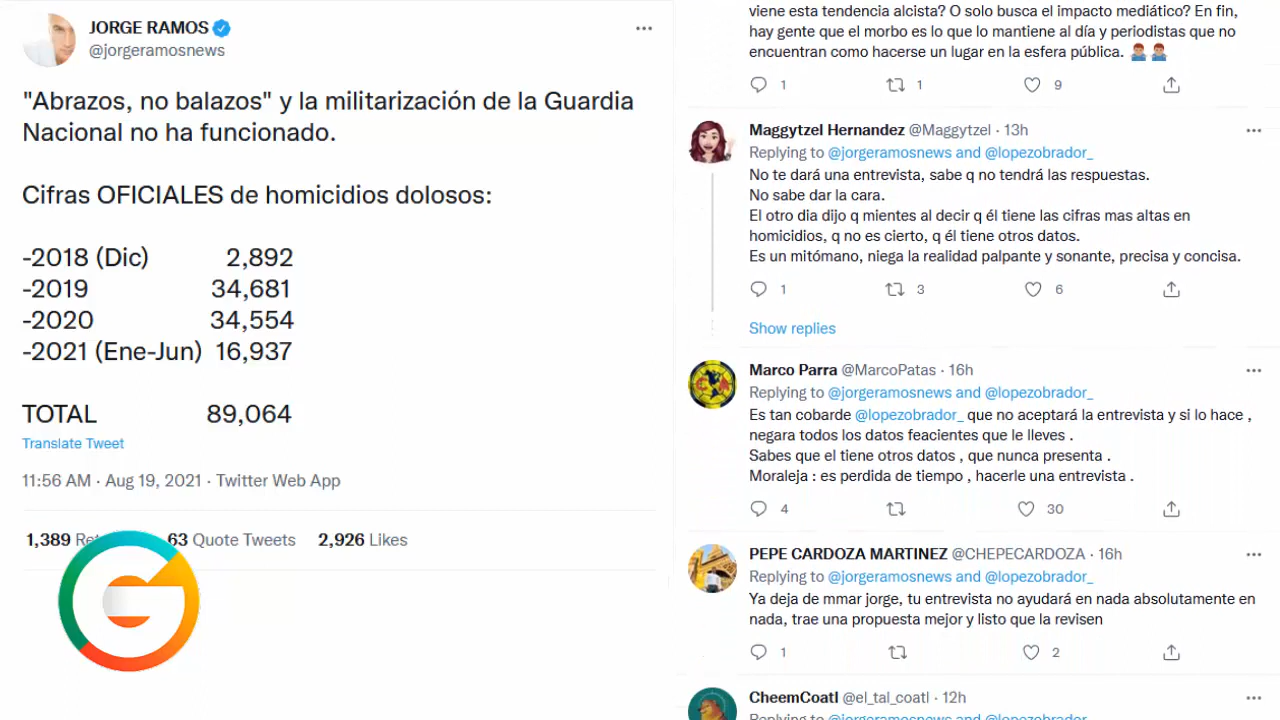 JORGE RAMOS
@jorgeramosnews
"Abrazos, no balazos" y la militarización de la Guardia
Nacional no ha funcionado.
Cifras OFICIALES de homicidios dolosos:
-2018 (Dic) 2,892
-2019 34,681
-2020 34,554
-2021 (Ene-Jun) 16,937
TOTAL 89,064
Translate Tweet
11:56 AM · Aug 19, 2021 · Twitter Web App
1,389 63 Quote Tweets 2,926 Likes
G
viene esta tendencia alcista? O solo busca el impacto mediático? En fin,
hay gente que el morbo es lo que lo mantiene al día y periodistas que no
encuentran como hacerse un lugar en la esfera pública.
1 1 9
Maggytzel Hernandez @Maggytzel · 13h
Replying to @jorgeramosnews and @lopezobrador_
No te dará una entrevista, sabe q no tendrá las respuestas.
No sabe dar la cara.
El otro dia dijo q mientes al decir q él tiene las cifras mas altas en
homicidios, q no es cierto, q él tiene otros datos.
Es un mitómano, niega la realidad palpante y sonante, precisa y concisa.
1 3 6
Show replies
Marco Parra @MarcoPatas · 16h
Replying to @jorgeramosnews and @lopezobrador_
Es tan cobarde @lopezobrador_ que no aceptará la entrevista y si lo hace ,
negara todos los datos feacientes que le lleves .
Sabes que el tiene otros datos , que nunca presenta .
Moraleja : es perdida de tiempo , hacerle una entrevista .
4 30
PEPE CARDOZA MARTINEZ @CHEPECARDOZA · 16h
Replying to @jorgeramosnews and @lopezobrador_
Ya deja de mmar jorge, tu entrevista no ayudará en nada absolutamente en
nada, trae una propuesta mejor y listo que la revisen
1 2
CheemCoatl @el_tal_coatl · 12h
Replying to @jorgeramosnews and @lopezobrador_